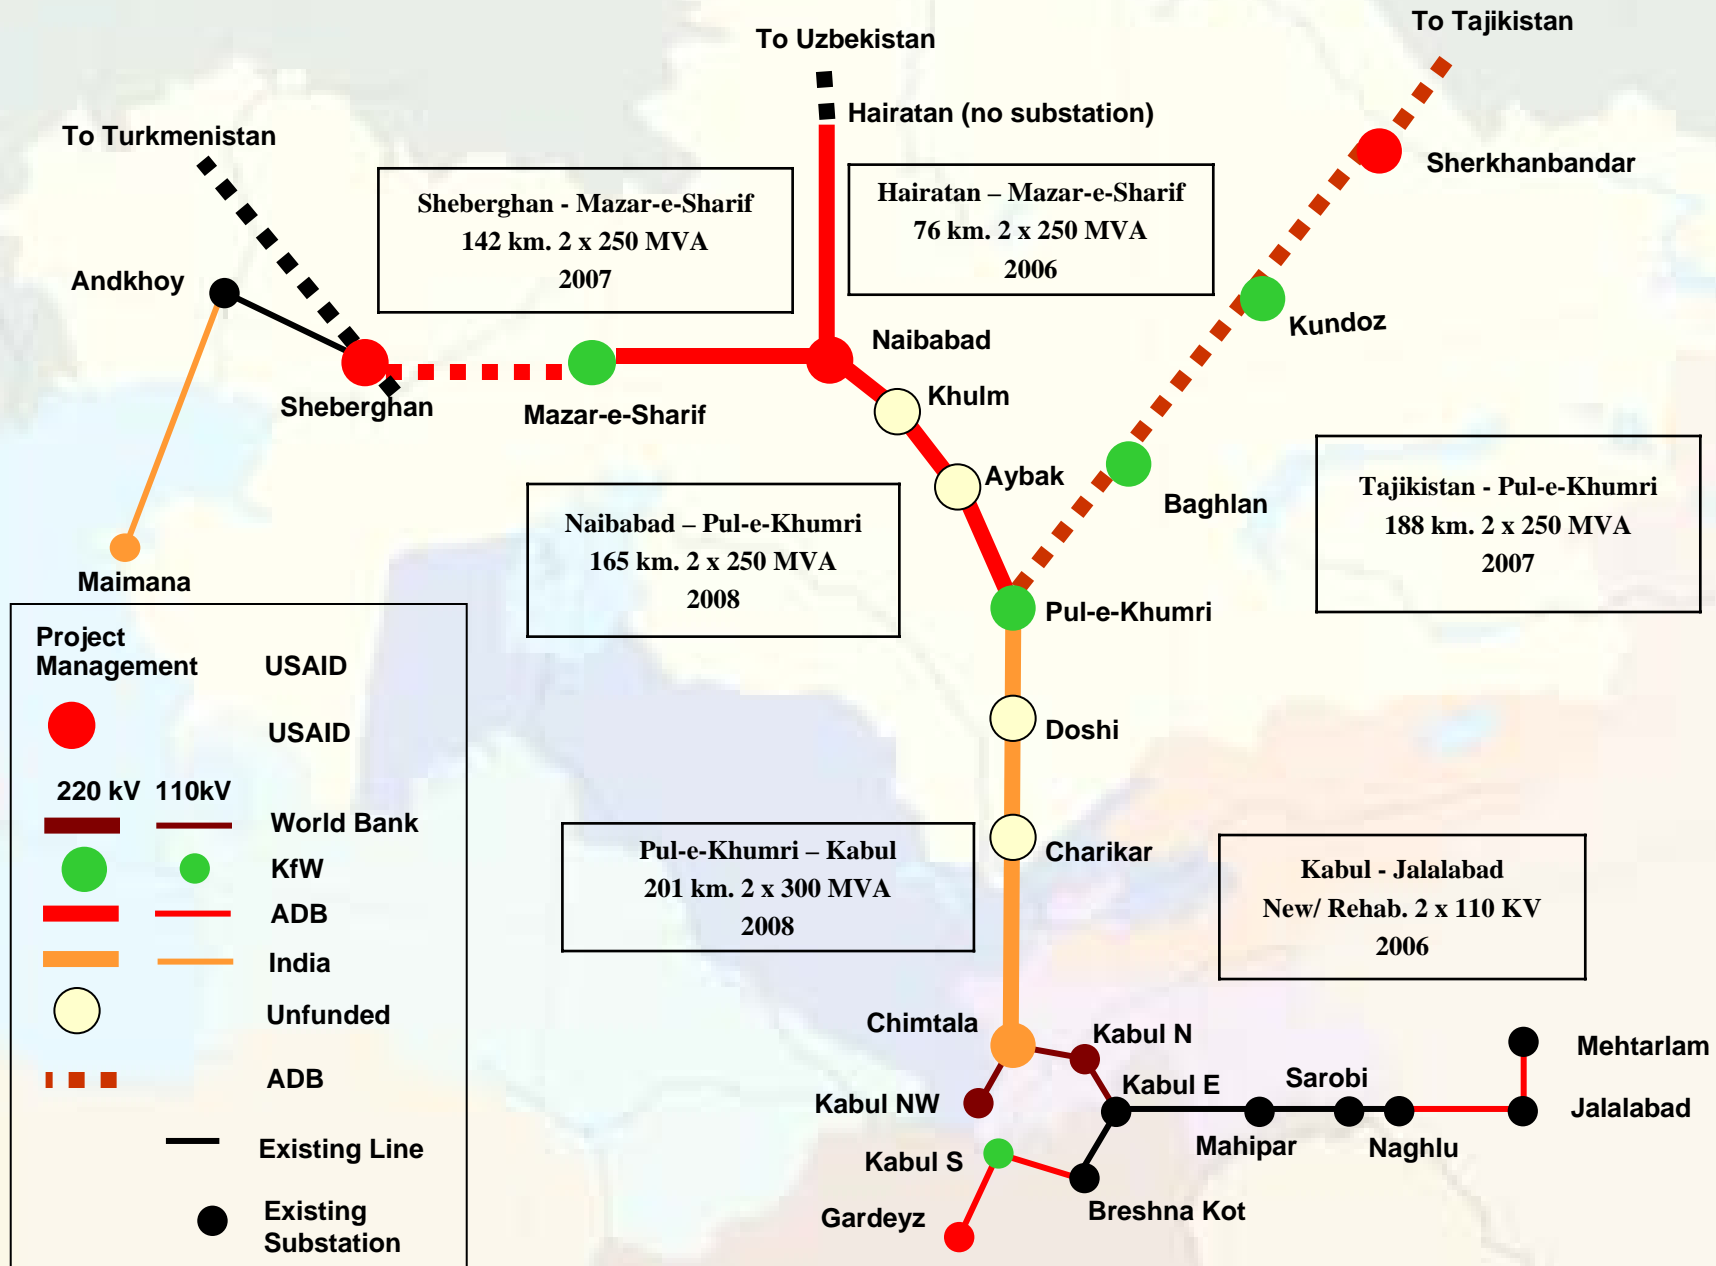 To Tajikistan
To Uzbekistan
Hairatan (no substation)
To Turkmenistan
Sherkhanbandar
Sheberghan - Mazar-e-Sharif
142 km. 2 x 250 MVA
2007
Hairatan – Mazar-e-Sharif
76 km. 2 x 250 MVA
2006
Andkhoy
Kundoz
Naibabad
Sheberghan
Mazar-e-Sharif
Khulm
Aybak
Baghlan
Tajikistan - Pul-e-Khumri
188 km. 2 x 250 MVA
2007
Naibabad – Pul-e-Khumri
165 km. 2 x 250 MVA
2008
Maimana
Pul-e-Khumri
Project
Management
USAID
USAID
220 kV 110kV
World Bank
KfW
ADB
India
Unfunded
ADB
Existing Line
Existing
Substation
Doshi
Charikar
Pul-e-Khumri – Kabul
201 km. 2 x 300 MVA
2008
Kabul - Jalalabad
New/ Rehab. 2 x 110 KV
2006
Chimtala
Kabul N
Mehtarlam
Kabul NW
Kabul E
Sarobi
Jalalabad
Mahipar
Naghlu
Kabul S
Breshna Kot
Gardeyz